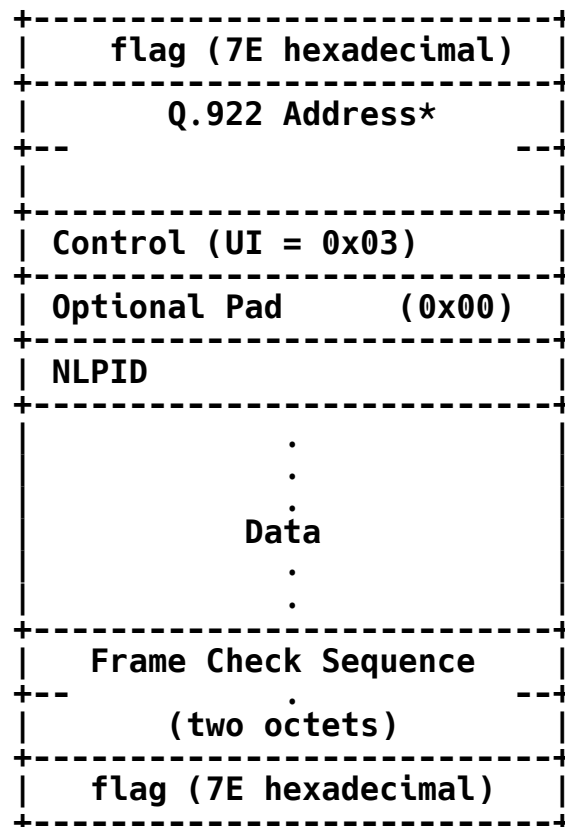 +---------------------------+
|    flag (7E hexadecimal)  |
+---------------------------+
|       Q.922 Address*      |
+--                       --+
|                           |
+---------------------------+
| Control (UI = 0x03)       |
+---------------------------+
| Optional Pad      (0x00)  |
+---------------------------+
| NLPID                     |
+---------------------------+
|             .             |
|             .             |
|             .             |
|           Data            |
|             .             |
|             .             |
+---------------------------+
|   Frame Check Sequence    |
+--           .           --+
|       (two octets)        |
+---------------------------+
|   flag (7E hexadecimal)   |
+---------------------------+